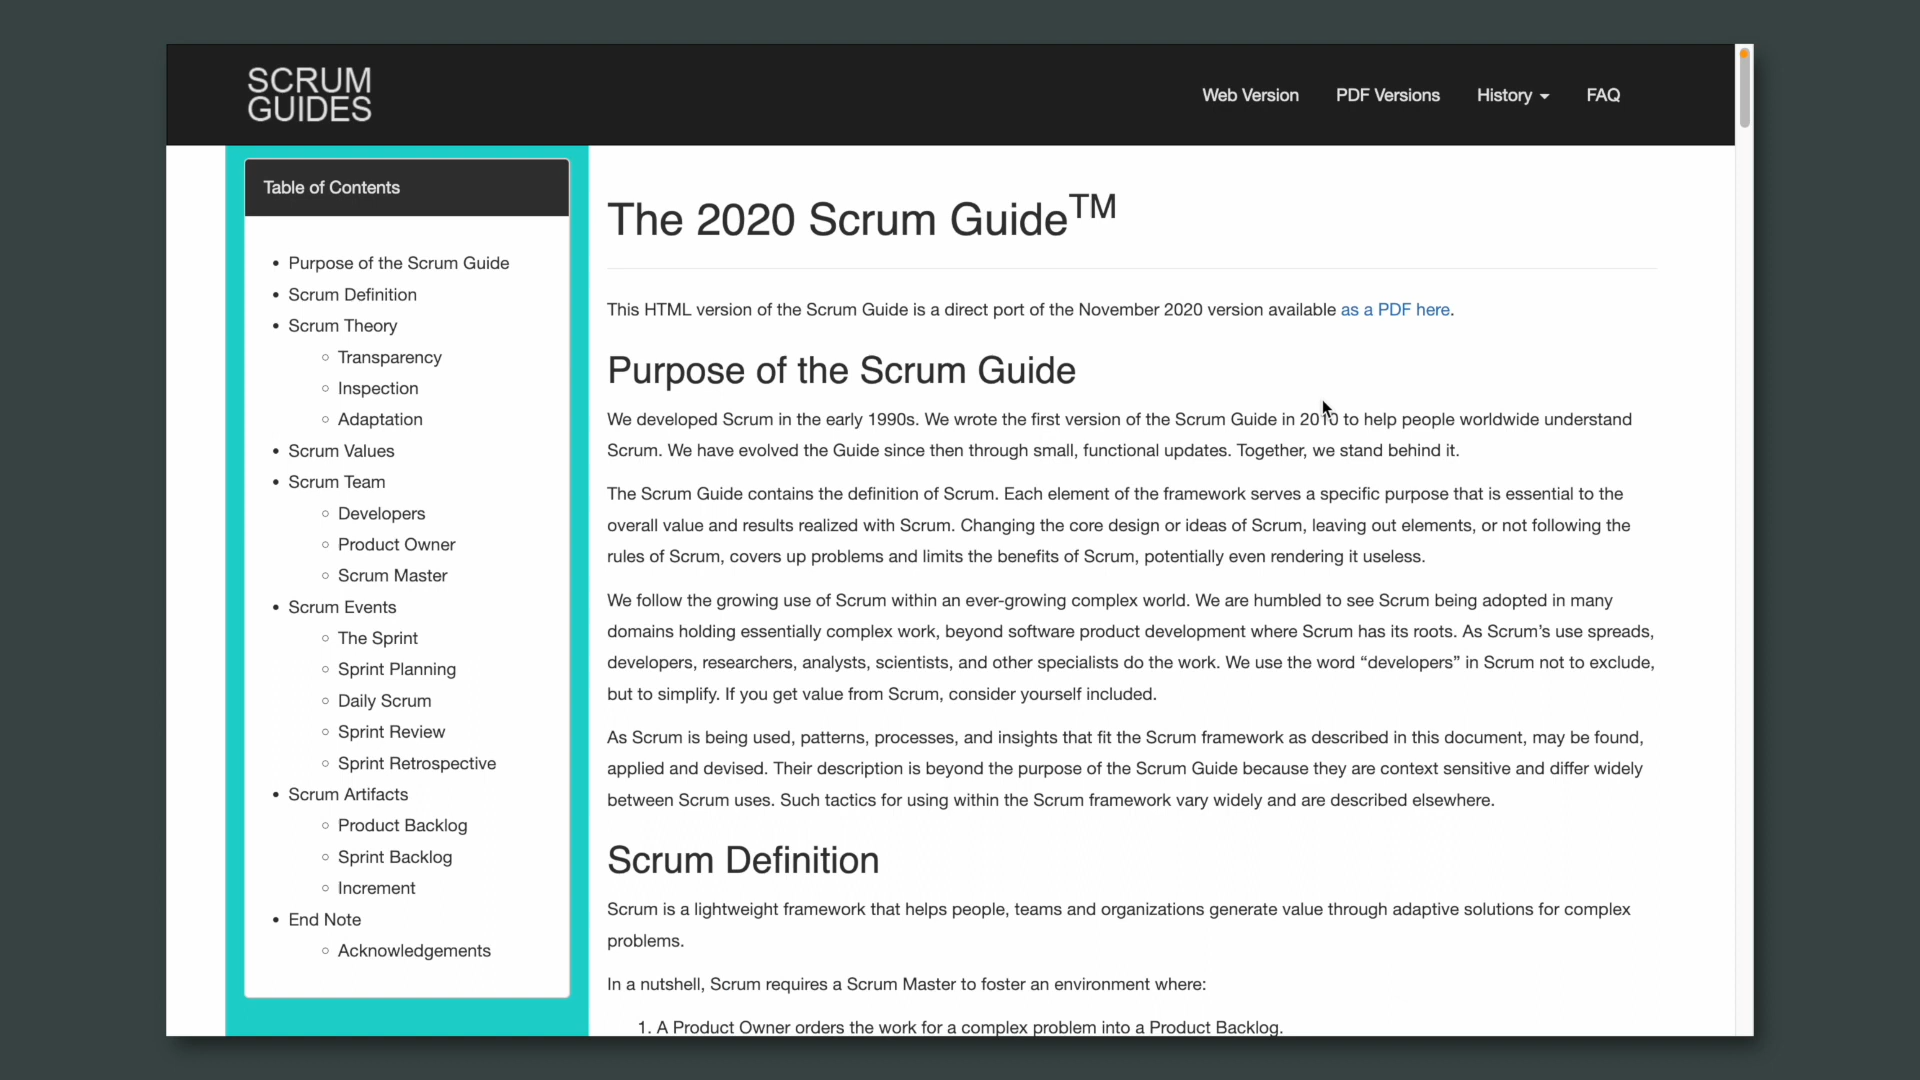 SCRUM
GUIDES
Web Version
PDF Versions
History
FAQ
Table of Contents
Purpose of the Scrum Guide
Scrum Definition
Scrum Theory
Transparency
Inspection
Adaptation
Scrum Values
Scrum Team
Developers
Product Owner
Scrum Master
Scrum Events
The Sprint
Sprint Planning
Daily Scrum
Sprint Review
Sprint Retrospective
Scrum Artifacts
Product Backlog
Sprint Backlog
Increment
End Note
Acknowledgements
The 2020 Scrum Guide™
This HTML version of the Scrum Guide is a direct port of the November 2020 version available as a PDF here.
Purpose of the Scrum Guide
We developed Scrum in the early 1990s. We wrote the first version of the Scrum Guide in 2010 to help people worldwide understand
Scrum. We have evolved the Guide since then through small, functional updates. Together, we stand behind it.
The Scrum Guide contains the definition of Scrum. Each element of the framework serves a specific purpose that is essential to the
overall value and results realized with Scrum. Changing the core design or ideas of Scrum, leaving out elements, or not following the
rules of Scrum, covers up problems and limits the benefits of Scrum, potentially even rendering it useless.
We follow the growing use of Scrum within an ever-growing complex world. We are humbled to see Scrum being adopted in many
domains holding essentially complex work, beyond software product development where Scrum has its roots. As Scrum’s use spreads,
developers, researchers, analysts, scientists, and other specialists do the work. We use the word “developers” in Scrum not to exclude,
but to simplify. If you get value from Scrum, consider yourself included.
As Scrum is being used, patterns, processes, and insights that fit the Scrum framework as described in this document, may be found,
applied and devised. Their description is beyond the purpose of the Scrum Guide because they are context sensitive and differ widely
between Scrum uses. Such tactics for using within the Scrum framework vary widely and are described elsewhere.
Scrum Definition
Scrum is a lightweight framework that helps people, teams and organizations generate value through adaptive solutions for complex
problems.
In a nutshell, Scrum requires a Scrum Master to foster an environment where:
1. A Product Owner orders the work for a complex problem into a Product Backlog.